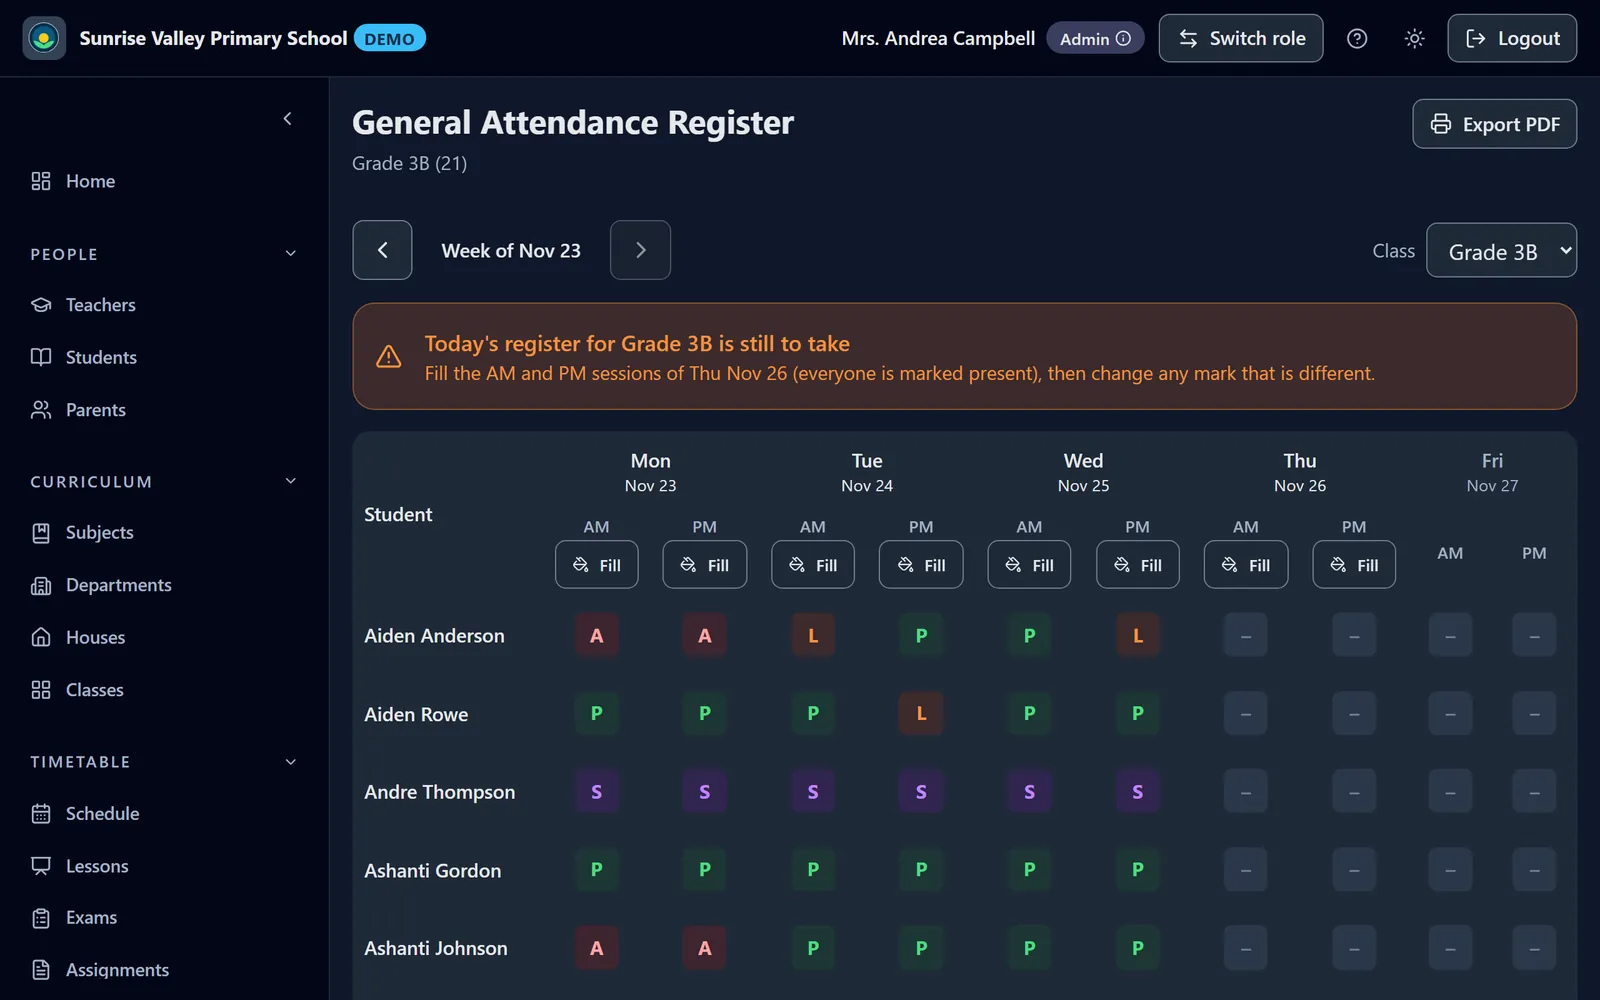 Sunrise Valley Primary School DEMO
Mrs. Andrea Campbell Admin Switch role Logout
General Attendance Register
Export PDF
Grade 3B (21)
Home
PEOPLE
Teachers
Students
Parents
CURRICULUM
Subjects
Departments
Houses
Classes
TIMETABLE
Schedule
Lessons
Exams
Assignments
Week of Nov 23
Class Grade 3B
Today's register for Grade 3B is still to take
Fill the AM and PM sessions of Thu Nov 26 (everyone is marked present), then change any mark that is different.
Mon Tue Wed Thu Fri
Nov 23 Nov 24 Nov 25 Nov 26 Nov 27
Student
AM PM AM PM AM PM AM PM AM PM
Fill Fill Fill Fill Fill Fill Fill Fill
Aiden Anderson A A L P P L – – – –
Aiden Rowe P P P L P P – – – –
Andre Thompson S S S S S S – – – –
Ashanti Gordon P P P P P P – – – –
Ashanti Johnson A A P P P P – – – –